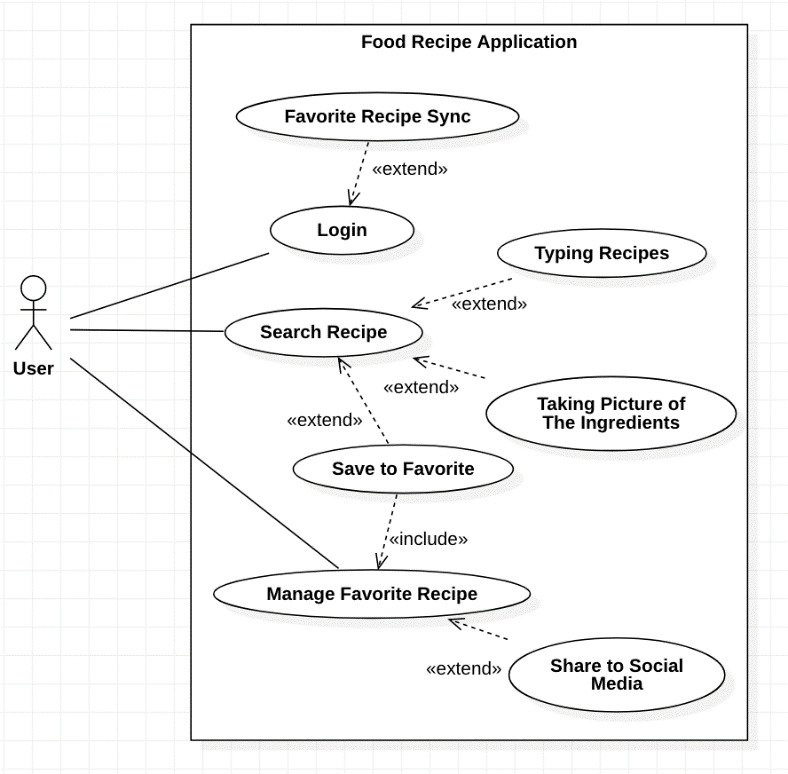 Food Recipe Application
Favorite Recipe Sync
«extend»
Login
Typing Recipes
«extend»
Search Recipe
User
«extend»
Taking Picture of
The Ingredients
«extend»
Save to Favorite
«include»
Manage Favorite Recipe
«extend»
Share to Social
Media